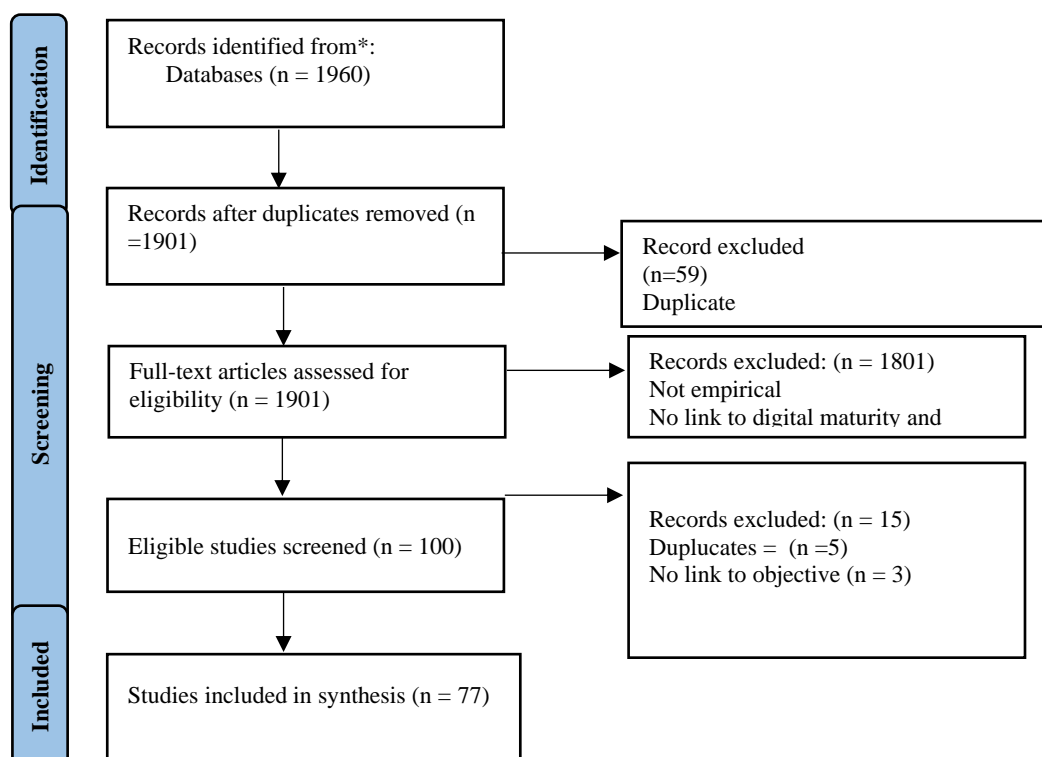 Identification
Records identified from*:
Databases (n = 1960)
Records after duplicates removed (n
=1901)
Record excluded
(n=59)
Duplicate
Screening
Full-text articles assessed for
eligibility (n = 1901)
Records excluded: (n = 1801)
Not empirical
No link to digital maturity and
Eligible studies screened (n = 100)
Records excluded: (n = 15)
Duplucates = (n =5)
No link to objective (n = 3)
Included
Studies included in synthesis (n = 77)